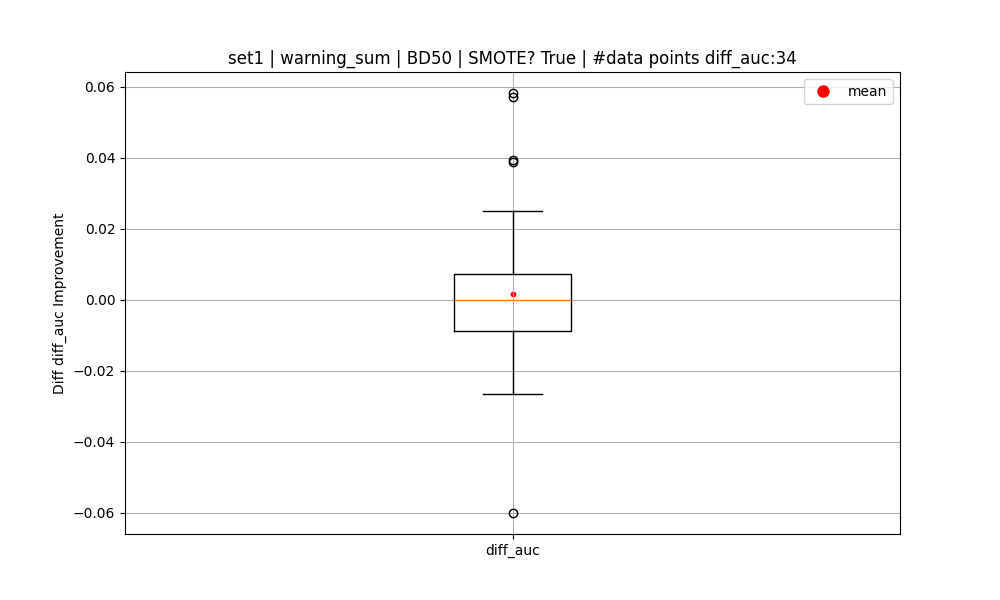 set1 | warning_sum | BD50 | SMOTE? True | #data points diff_auc:34
mean
Diff diff_auc Improvement
0.06
0.04
0.02
0.00
−0.02
−0.04
−0.06
diff_auc